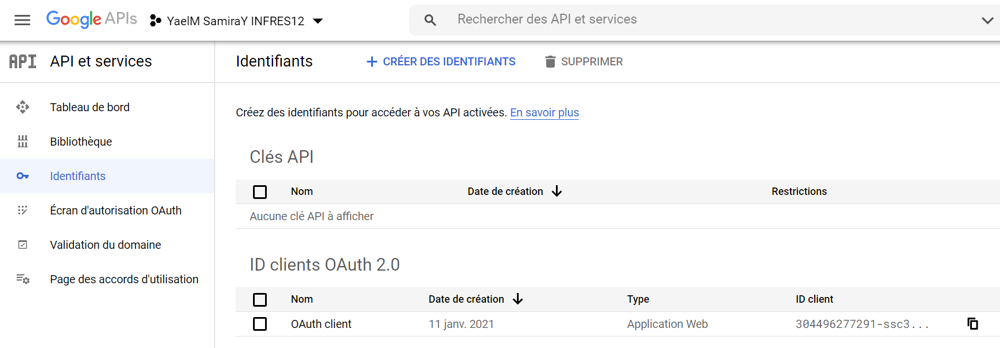 Google APIs
YaelM SamiraY INFRES12
Rechercher des API et services
API
API et services
Identifiants
CRÉER DES IDENTIFIANTS
SUPPRIMER
Tableau de bord
Bibliothèque
Identifiants
Écran d'autorisation OAuth
Validation du domaine
Page des accords d'utilisation
Créez des identifiants pour accéder à vos API activées. En savoir plus
Clés API
Nom Date de création Restrictions
Aucune clé API à afficher
ID clients OAuth 2.0
Nom Date de création Type ID client
OAuth client 11 janv. 2021 Application Web 304496277291-ssc3...